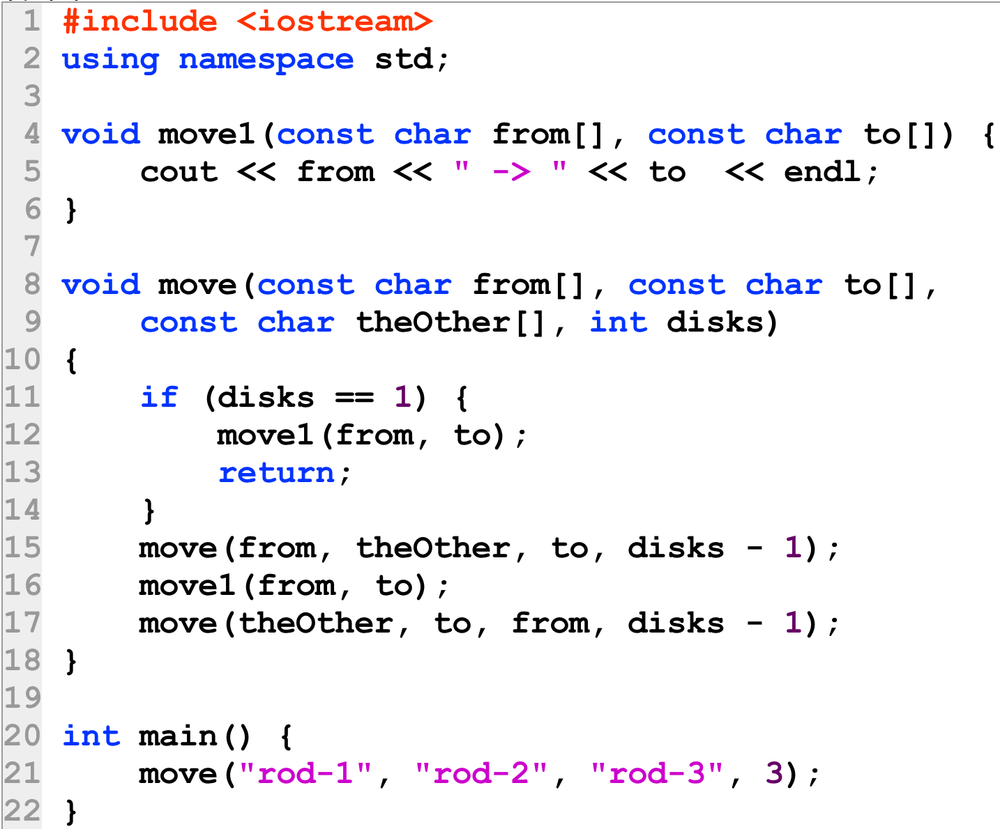 1 #include <iostream>
2 using namespace std;
3
4 void move1(const char from[], const char to[]) {
5     cout << from << " -> " << to  << endl;
6 }
7
8 void move(const char from[], const char to[],
9     const char theOther[], int disks)
10 {
11     if (disks == 1) {
12         move1(from, to);
13         return;
14     }
15     move(from, theOther, to, disks - 1);
16     move1(from, to);
17     move(theOther, to, from, disks - 1);
18 }
19
20 int main() {
21     move("rod-1", "rod-2", "rod-3", 3);
22 }